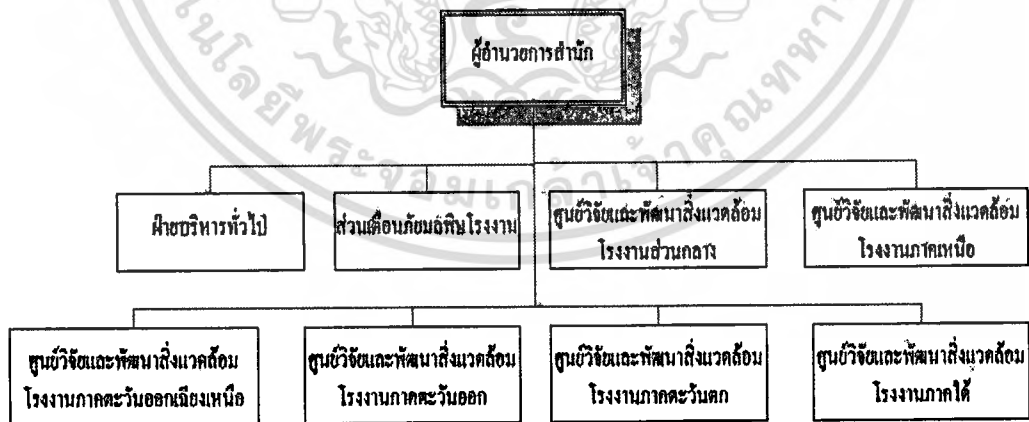 ผู้อำนวยการสำนัก
ฝ่ายบริหารทั่วไป
ส่วนเตือนภัยมลพิษโรงงาน
ศูนย์วิจัยและพัฒนาสิ่งแวดล้อม
โรงงานส่วนกลาง
ศูนย์วิจัยและพัฒนาสิ่งแวดล้อม
โรงงานภาคเหนือ
ศูนย์วิจัยและพัฒนาสิ่งแวดล้อม
โรงงานภาคตะวันออกเฉียงเหนือ
ศูนย์วิจัยและพัฒนาสิ่งแวดล้อม
โรงงานภาคตะวันออก
ศูนย์วิจัยและพัฒนาสิ่งแวดล้อม
โรงงานภาคตะวันตก
ศูนย์วิจัยและพัฒนาสิ่งแวดล้อม
โรงงานภาคใต้